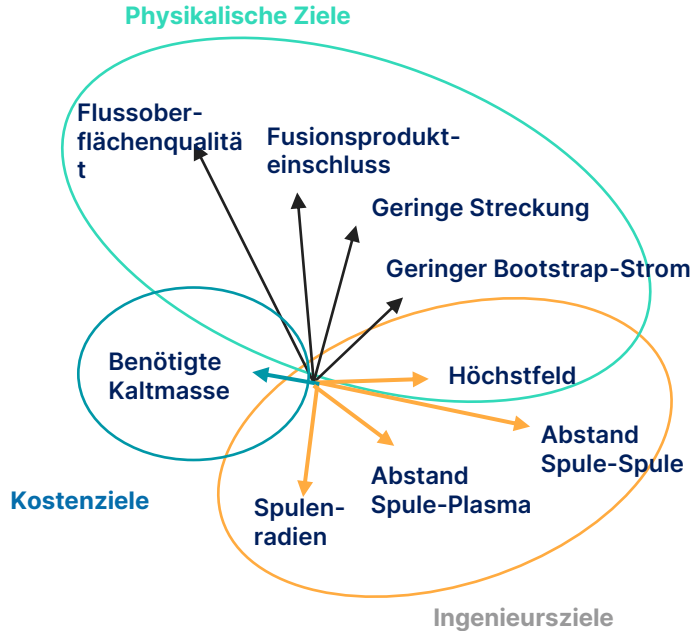 Physikalische Ziele
Flussober-
flächenqualitä
t
Fusionsprodukt-
einschluss
Geringe Streckung
Geringer Bootstrap-Strom
Benötigte
Kaltmasse
Höchstfeld
Abstand
Spule-Spule
Abstand
Spule-Plasma
Spulen-
radien
Kostenziele
Ingenieursziele